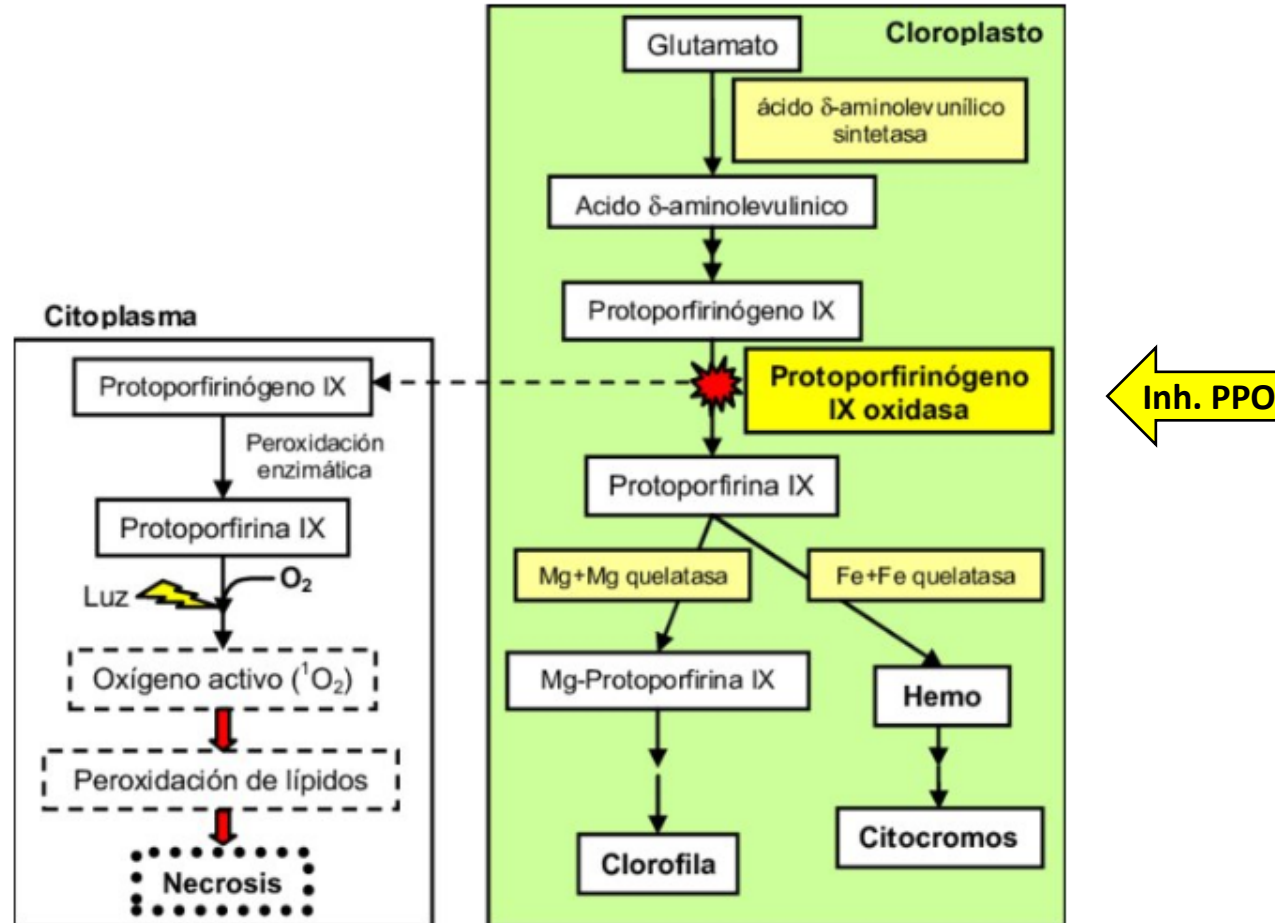 Cloroplasto
Glutamato
ácido δ-aminolevunílico
sintetasa
Acido δ-aminolevulinico
Protoporfirinógeno IX
Protoporfirinógeno
IX oxidasa
Inh. PPO
Protoporfirina IX
Mg+Mg quelatasa
Fe+Fe quelatasa
Mg-Protoporfirina IX
Hemo
Clorofila
Citocromos
Citoplasma
Protoporfirinógeno IX
Peroxidación
enzimática
Protoporfirina IX
Luz
O₂
Oxígeno activo (¹O₂)
Peroxidación de lípidos
Necrosis